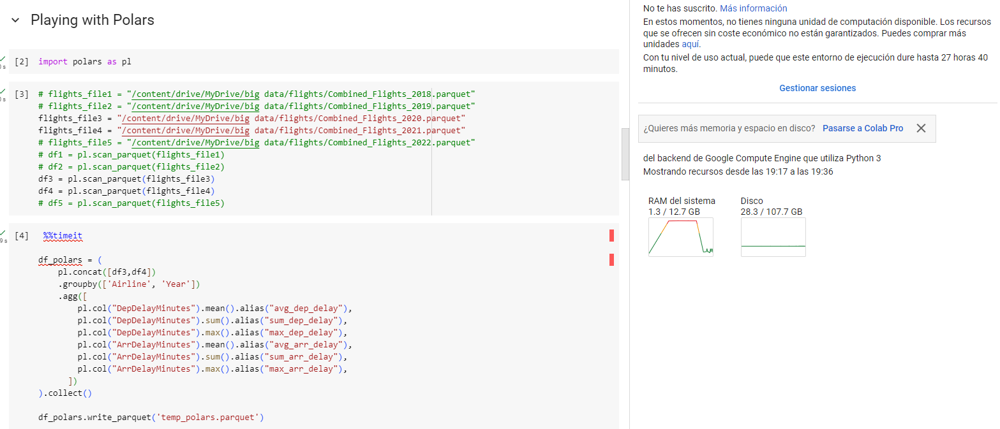 Playing with Polars
0 s
[2] import polars as pl
0 s
[3] # flights_file1 = "/content/drive/MyDrive/big data/flights/Combined_Flights_2018.parquet"
# flights_file2 = "/content/drive/MyDrive/big data/flights/Combined_Flights_2019.parquet"
flights_file3 = "/content/drive/MyDrive/big data/flights/Combined_Flights_2020.parquet"
flights_file4 = "/content/drive/MyDrive/big data/flights/Combined_Flights_2021.parquet"
# flights_file5 = "/content/drive/MyDrive/big data/flights/Combined_Flights_2022.parquet"
# df1 = pl.scan_parquet(flights_file1)
# df2 = pl.scan_parquet(flights_file2)
df3 = pl.scan_parquet(flights_file3)
df4 = pl.scan_parquet(flights_file4)
# df5 = pl.scan_parquet(flights_file5)
9 s
[4] %%timeit
df_polars = (
pl.concat([df3,df4])
.groupby(['Airline', 'Year'])
.agg([
pl.col("DepDelayMinutes").mean().alias("avg_dep_delay"),
pl.col("DepDelayMinutes").sum().alias("sum_dep_delay"),
pl.col("DepDelayMinutes").max().alias("max_dep_delay"),
pl.col("ArrDelayMinutes").mean().alias("avg_arr_delay"),
pl.col("ArrDelayMinutes").sum().alias("sum_arr_delay"),
pl.col("ArrDelayMinutes").max().alias("max_arr_delay"),
])
).collect()
df_polars.write_parquet('temp_polars.parquet')
No te has suscrito. Más información
En estos momentos, no tienes ninguna unidad de computación disponible. Los recursos
que se ofrecen sin coste económico no están garantizados. Puedes comprar más
unidades aquí.
Con tu nivel de uso actual, puede que este entorno de ejecución dure hasta 27 horas 40
minutos.
Gestionar sesiones
¿Quieres más memoria y espacio en disco? Pasarse a Colab Pro
del backend de Google Compute Engine que utiliza Python 3
Mostrando recursos desde las 19:17 a las 19:36
RAM del sistema
1.3 / 12.7 GB
Disco
28.3 / 107.7 GB